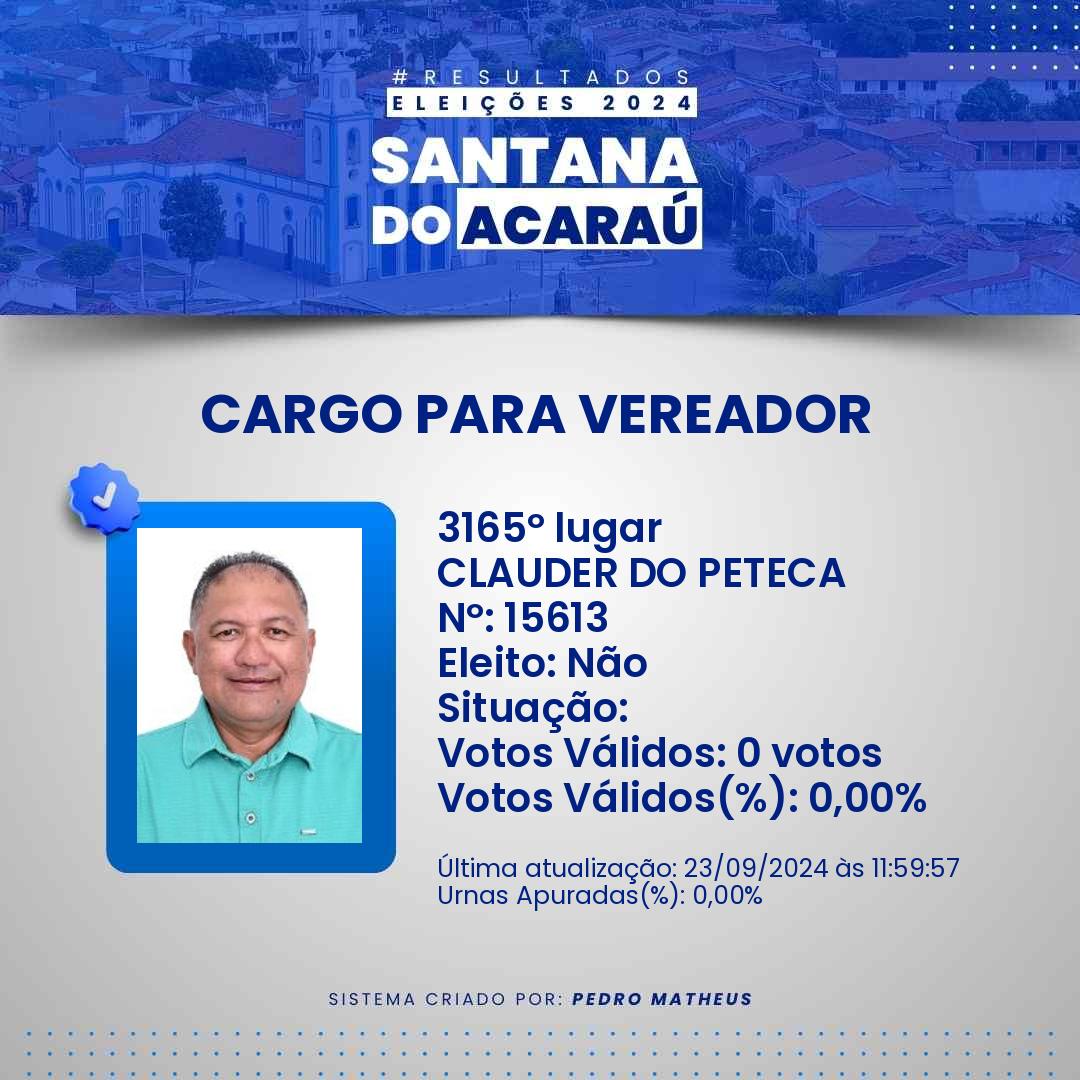 #RESULTADOS
ELEIÇÕES 2024
SANTANA
DO ACARAÚ
CARGO PARA VEREADOR
3165º lugar
CLAUDER DO PETECA
Nº: 15613
Eleito: Não
Situação:
Votos Válidos: 0 votos
Votos Válidos(%): 0,00%
Última atualização: 23/09/2024 às 11:59:57
Urnas Apuradas(%): 0,00%
SISTEMA CRIADO POR: PEDRO MATHEUS